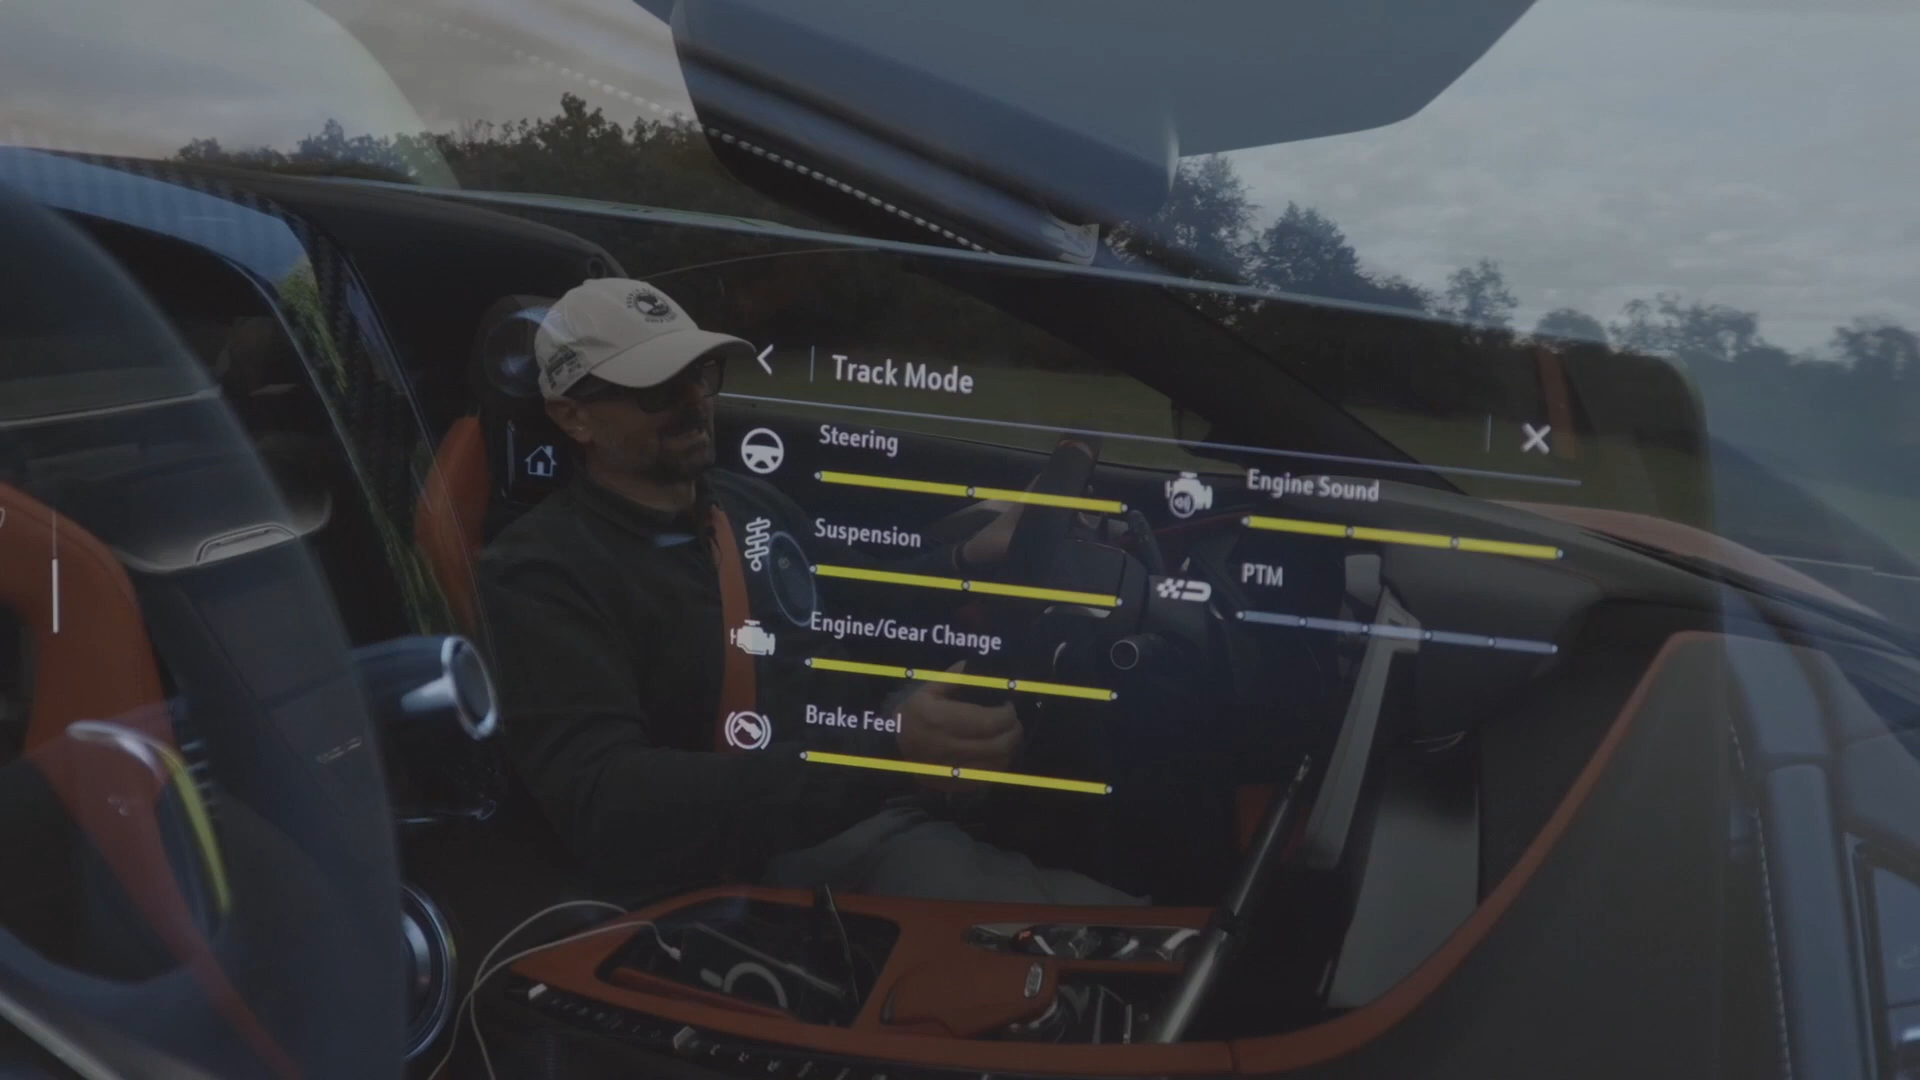 Track Mode
Steering
Suspension
Engine/Gear Change
Brake Feel
Engine Sound
PTM